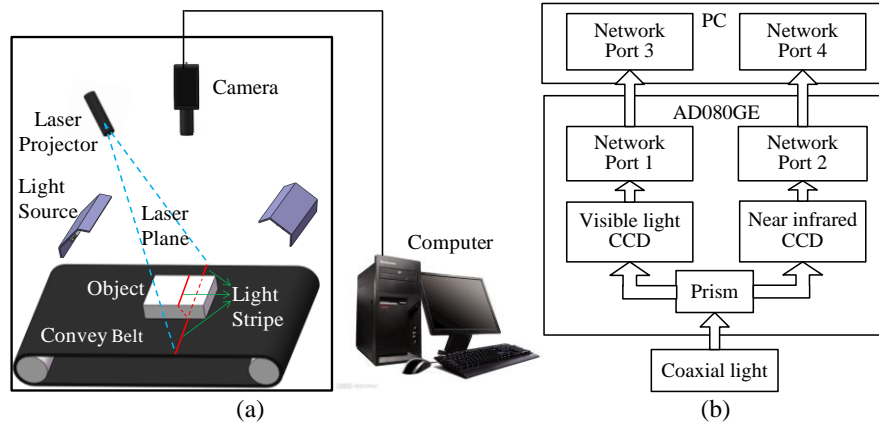 Camera
Laser
Projector
Light
Source
Laser
Plane
Object
Light
Stripe
Convey Belt
Computer
(a)
PC
Network
Port 3
Network
Port 4
AD080GE
Network
Port 1
Network
Port 2
Visible light
CCD
Near infrared
CCD
Prism
Coaxial light
(b)